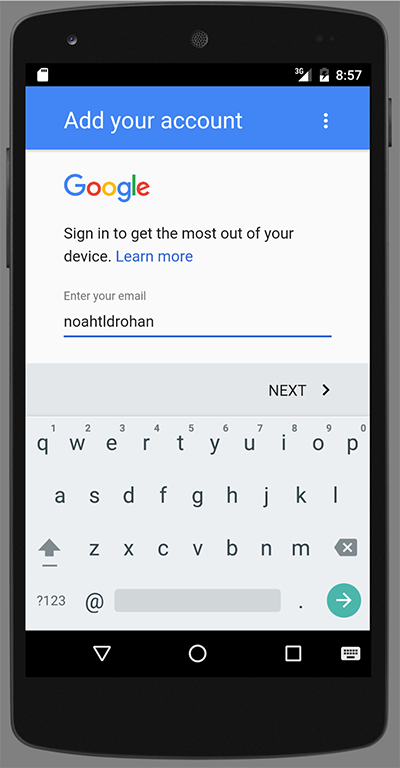 3G 8:57
Add your account
Google
Sign in to get the most out of your
device. Learn more
Enter your email
noahtldrohan
NEXT
1 2 3 4 5 6 7 8 9 0
q w e r t y u i o p
a s d f g h j k l
z x c v b n m
?123 @ .